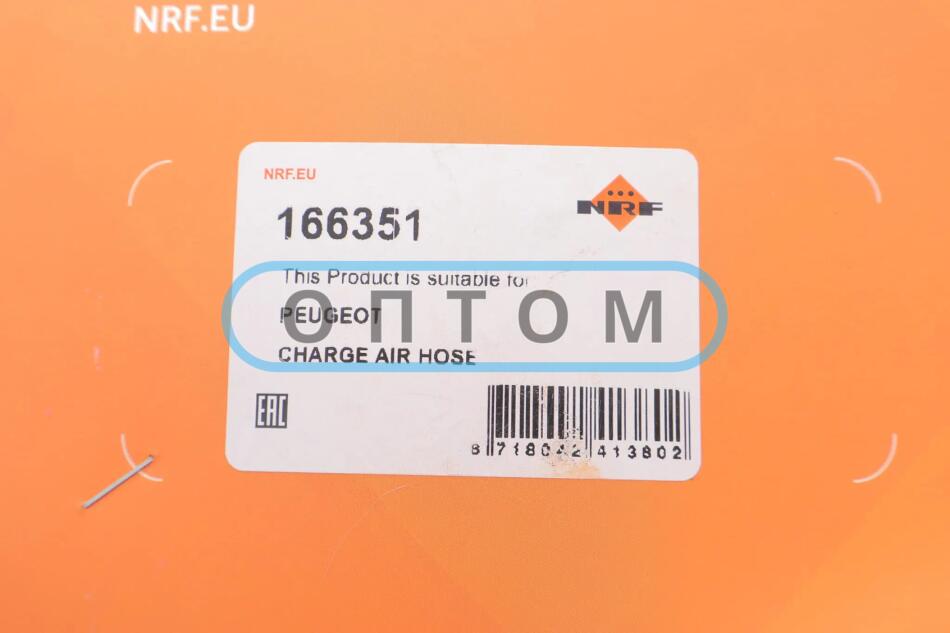 NRF.EU
NRF.EU
NRF
166351
This Product is suitable for
PEUGEOT
ОПТОМ
CHARGE AIR HOSE
EAC
8 718042 413802